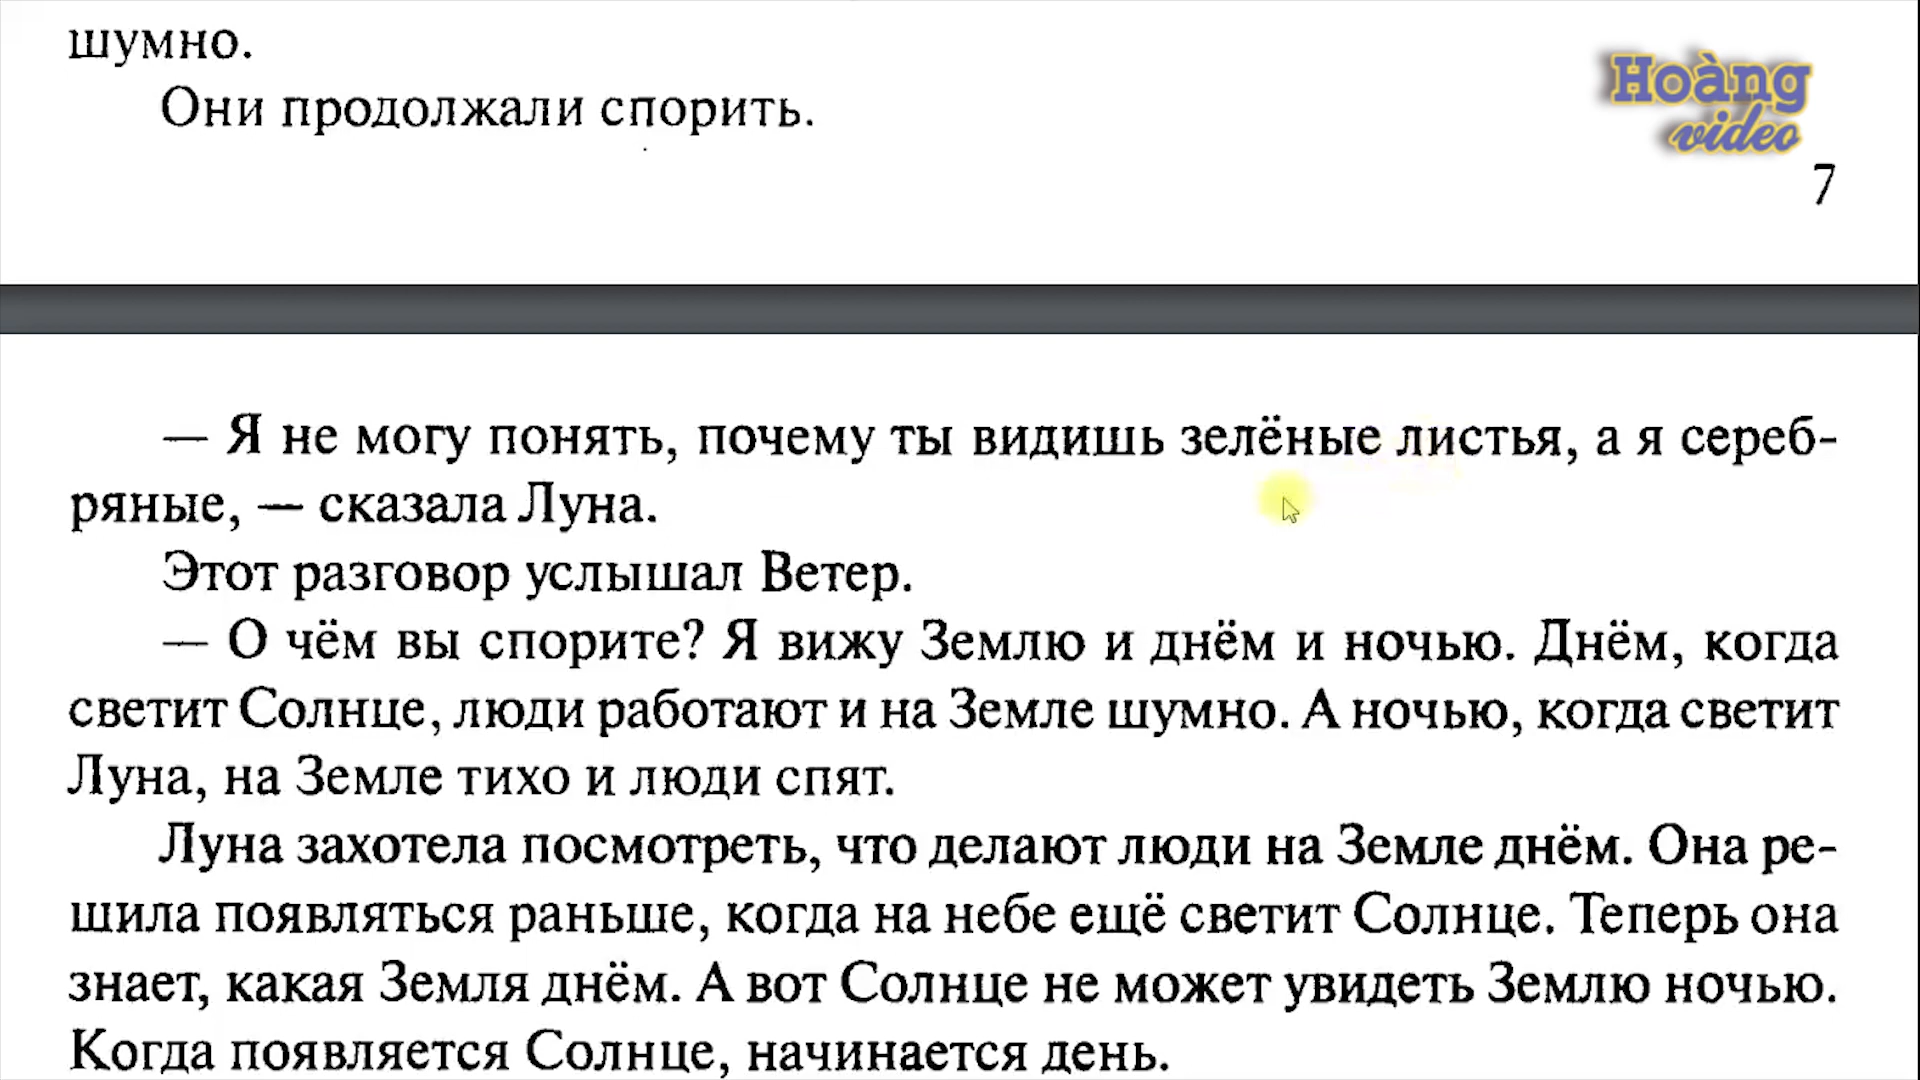 шумно.
Они продолжали спорить.
Hoàng
video
7
— Я не могу понять, почему ты видишь зелёные листья, а я сереб-
ряные, — сказала Луна.
Этот разговор услышал Ветер.
— О чём вы спорите? Я вижу Землю и днём и ночью. Днём, когда
светит Солнце, люди работают и на Земле шумно. А ночью, когда светит
Луна, на Земле тихо и люди спят.
Луна захотела посмотреть, что делают люди на Земле днём. Она ре-
шила появляться раньше, когда на небе ещё светит Солнце. Теперь она
знает, какая Земля днём. А вот Солнце не может увидеть Землю ночью.
Когда появляется Солнце, начинается день.